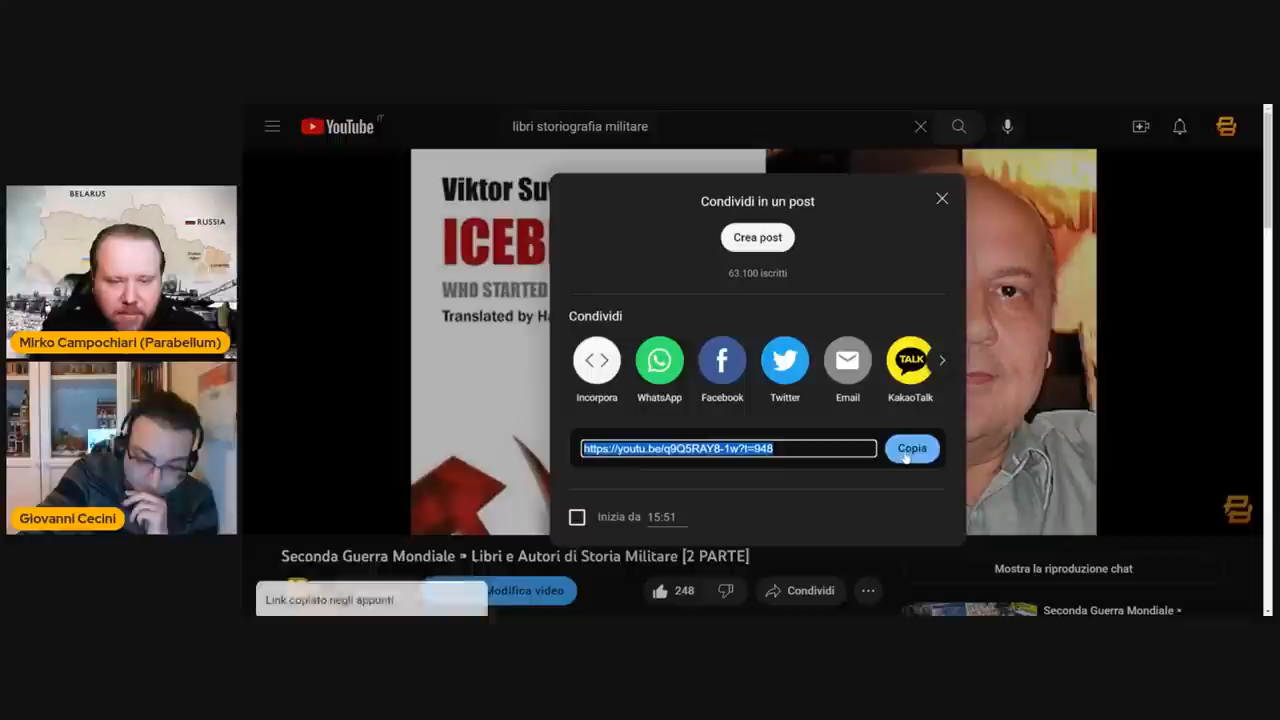 YouTube
IT
libri storiografia militare
BELARUS
RUSSIA
Mirko Campochiari (Parabellum)
Giovanni Cecini
Viktor Su
ICEB
WHO STARTED
Translated by Ha
Condividi in un post
Crea post
63.100 iscritti
Condividi
Incorpora
WhatsApp
Facebook
Twitter
Email
TALK
KakaoTalk
https://youtu.be/q9Q5RAY8-1w?t=948
Copia
Inizia da 15:51
Seconda Guerra Mondiale • Libri e Autori di Storia Militare [2 PARTE]
Modifica video
248
Condividi
Link copiato negli appunti
Mostra la riproduzione chat
Seconda Guerra Mondiale •